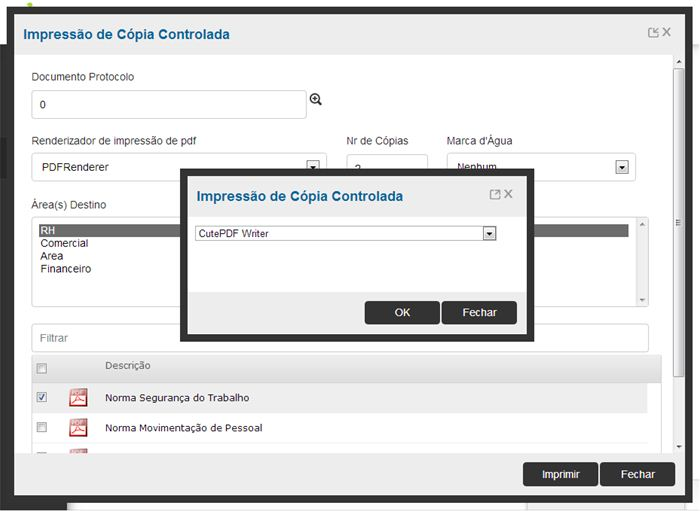 Impressão de Cópia Controlada
Documento Protocolo
0
Renderizador de impressão de pdf
Nr de Cópias
Marca d'Água
PDFRenderer
Nenhum
Impressão de Cópia Controlada
CutePDF Writer
OK
Fechar
Àrea(s) Destino
RH
Comercial
Area
Financeiro
Filtrar
Descrição
Norma Segurança do Trabalho
Norma Movimentação de Pessoal
Imprimir
Fechar